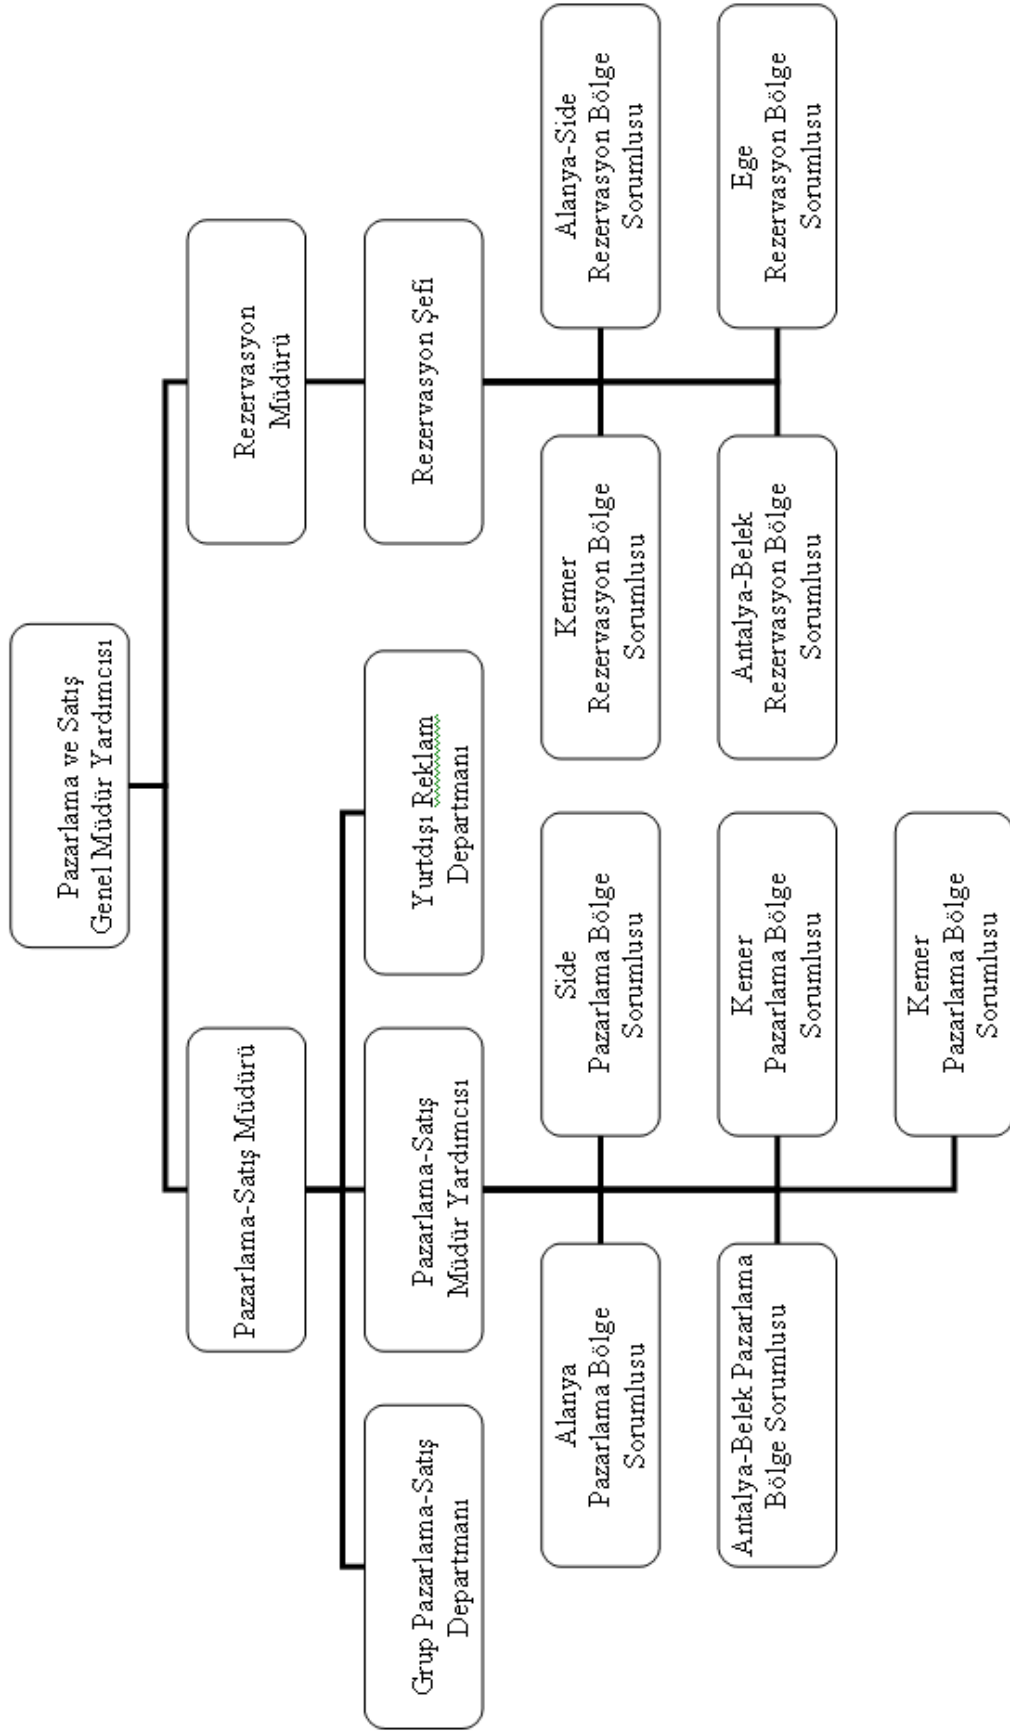 Pazarlama ve Satış
Genel Müdür Yardımcısı
Pazarlama-Satış Müdürü
Rezervasyon
Müdürü
Grup Pazarlama-Satış
Departmanı
Pazarlama-Satış
Müdür Yardımcısı
Yurtdışı Reklam
Departmanı
Rezervasyon Şefi
Alanya
Pazarlama Bölge
Sorumlusu
Side
Pazarlama Bölge
Sorumlusu
Kemer
Rezervasyon Bölge
Sorumlusu
Alanya-Side
Rezervasyon Bölge
Sorumlusu
Antalya-Belek Pazarlama
Bölge Sorumlusu
Kemer
Pazarlama Bölge
Sorumlusu
Antalya-Belek
Rezervasyon Bölge
Sorumlusu
Ege
Rezervasyon Bölge
Sorumlusu
Kemer
Pazarlama Bölge
Sorumlusu